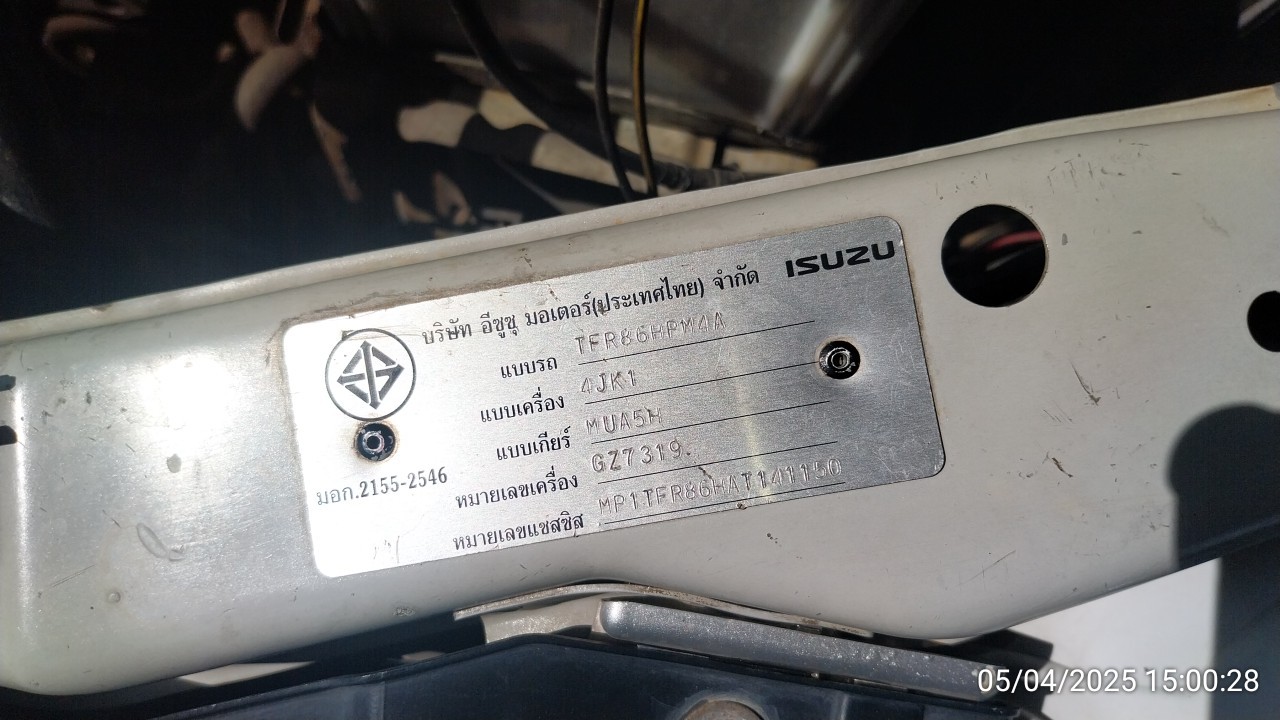 ISUZU
บริษัท อีซูซุ มอเตอร์(ประเทศไทย) จำกัด
แบบรถ TFR86HPM4A
แบบเครื่อง 4JK1
แบบเกียร์ MUA5H
หมายเลขเครื่อง GZ7319.
หมายเลขแชสซิส MP1TFR86HAT141150
มอก.2155-2546
05/04/2025 15:00:28